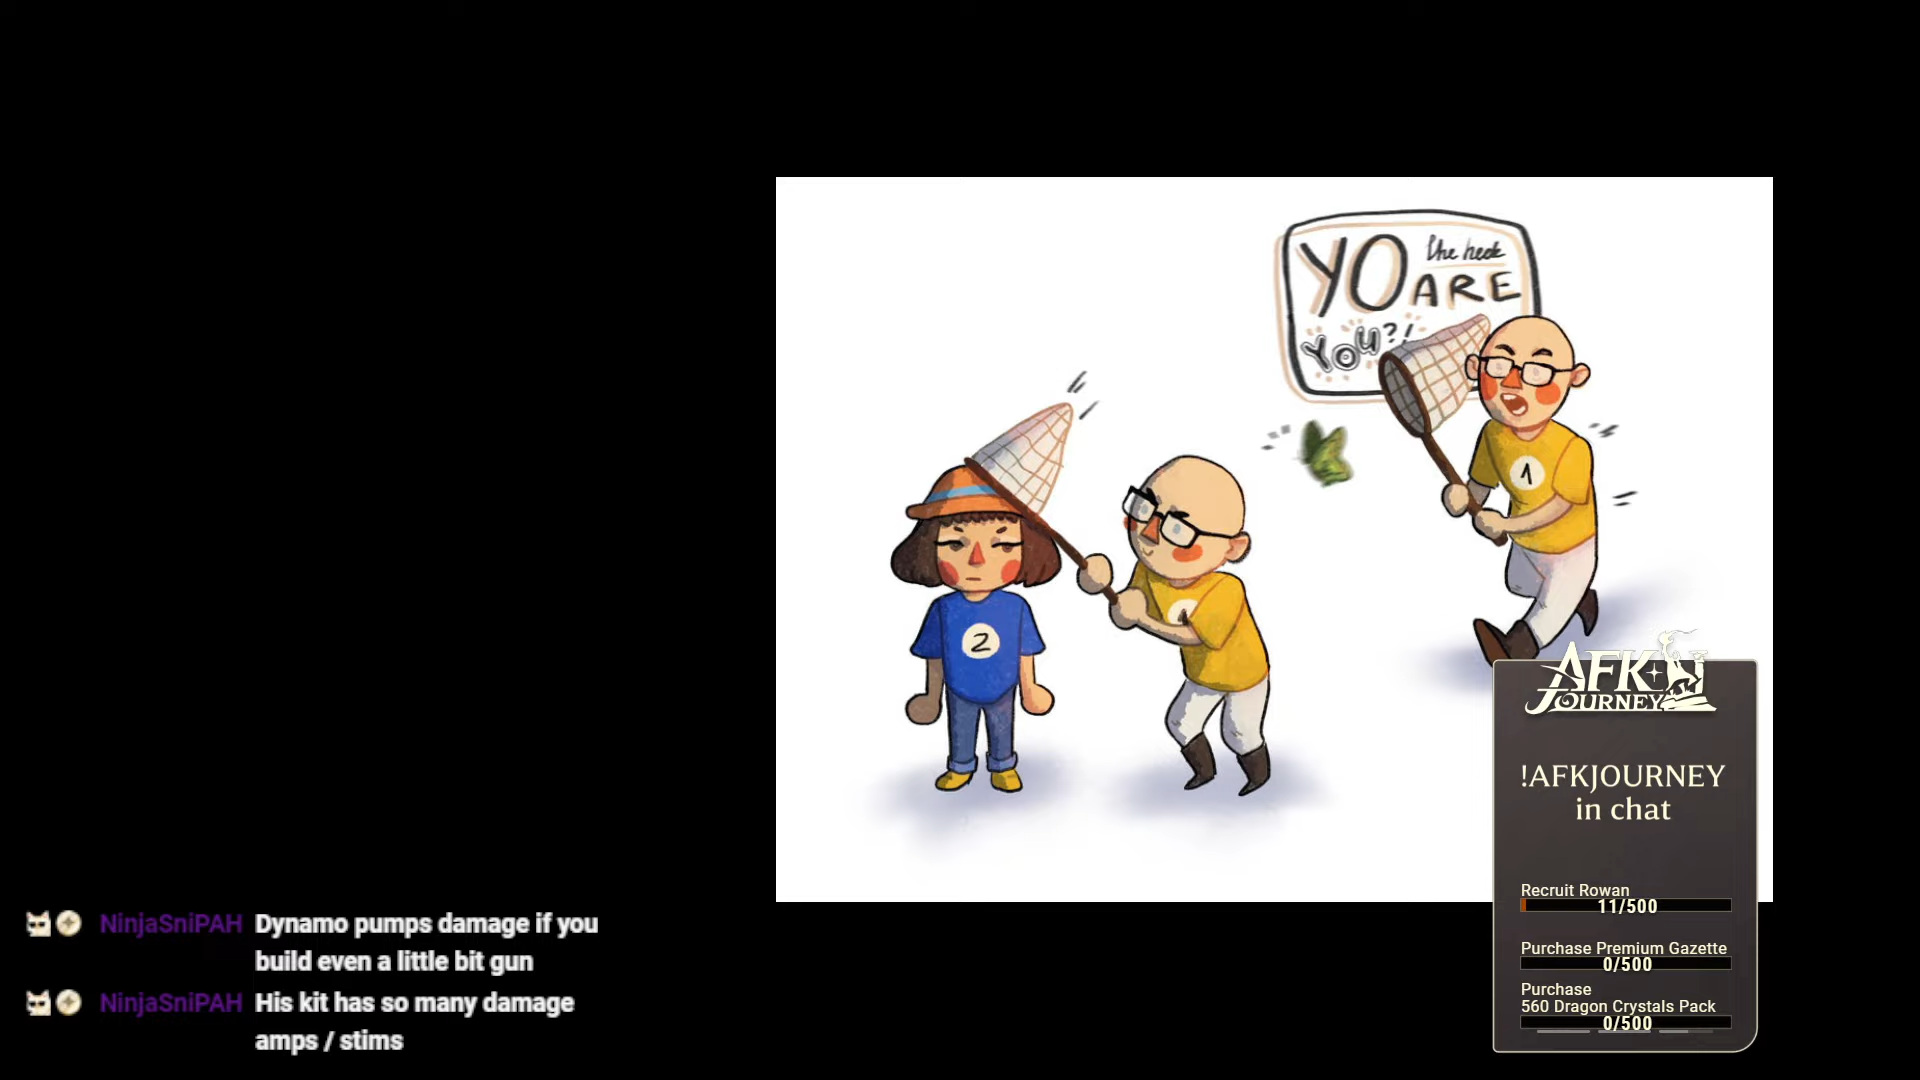 YO the heck
ARE
YOU?!
1
2
1
AFK
JOURNEY
!AFKJOURNEY
in chat
Recruit Rowan
11/500
Purchase Premium Gazette
0/500
Purchase
560 Dragon Crystals Pack
0/500
NinjaSniPAH Dynamo pumps damage if you
build even a little bit gun
NinjaSniPAH His kit has so many damage
amps / stims